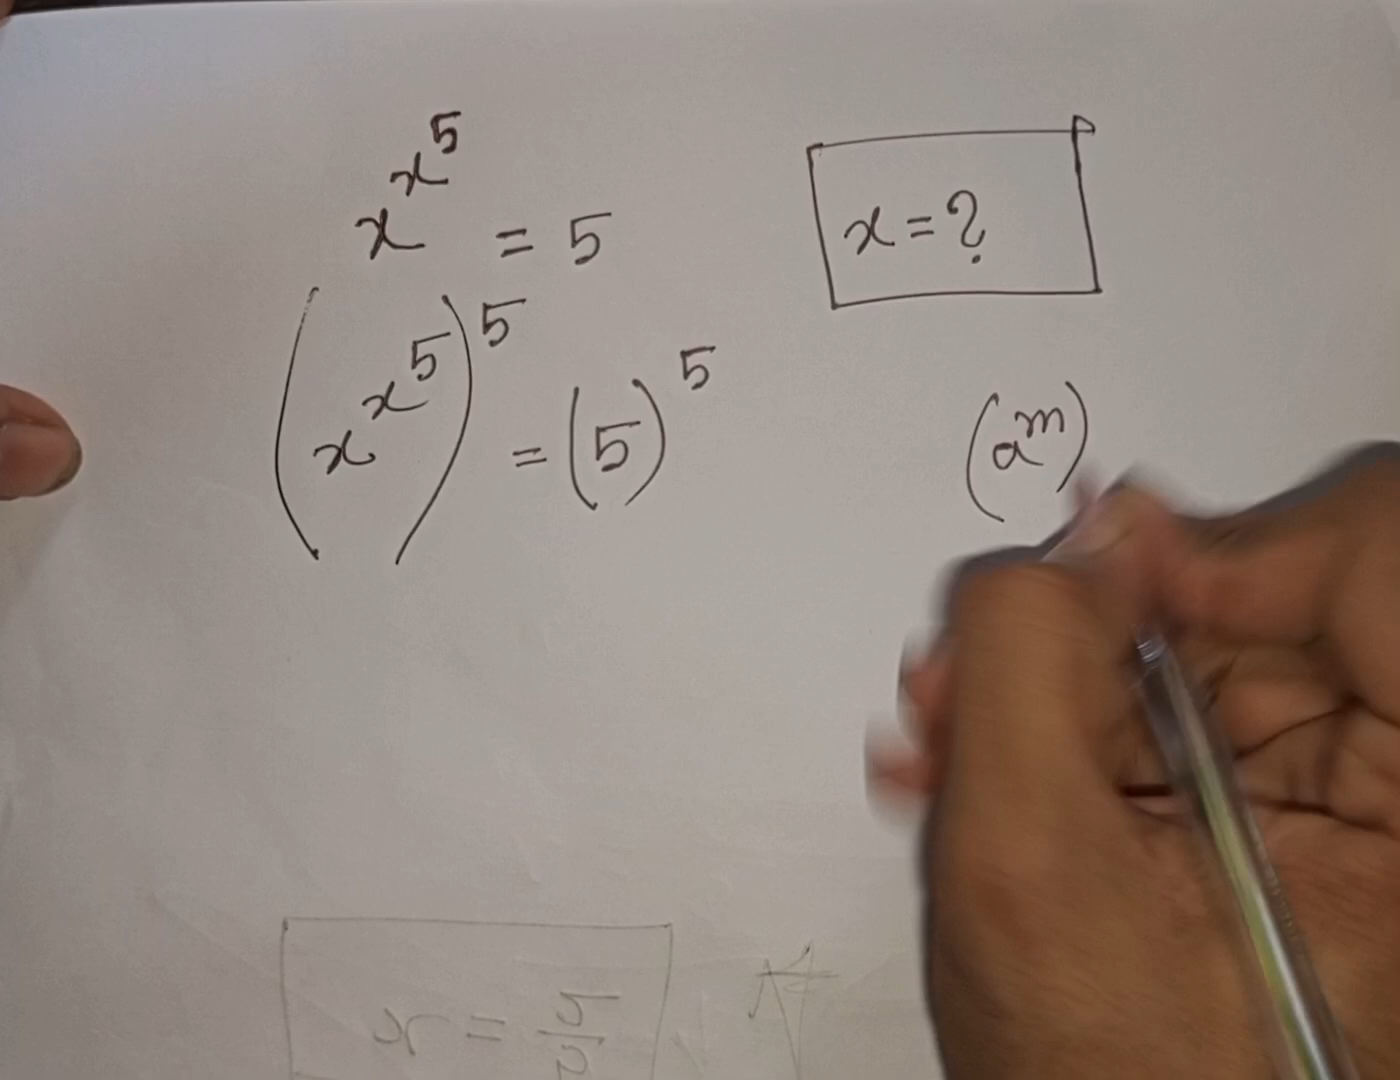 x^{x^5} = 5
x = ?
(x^{x^5})^5 = (5)^5
(a^m)